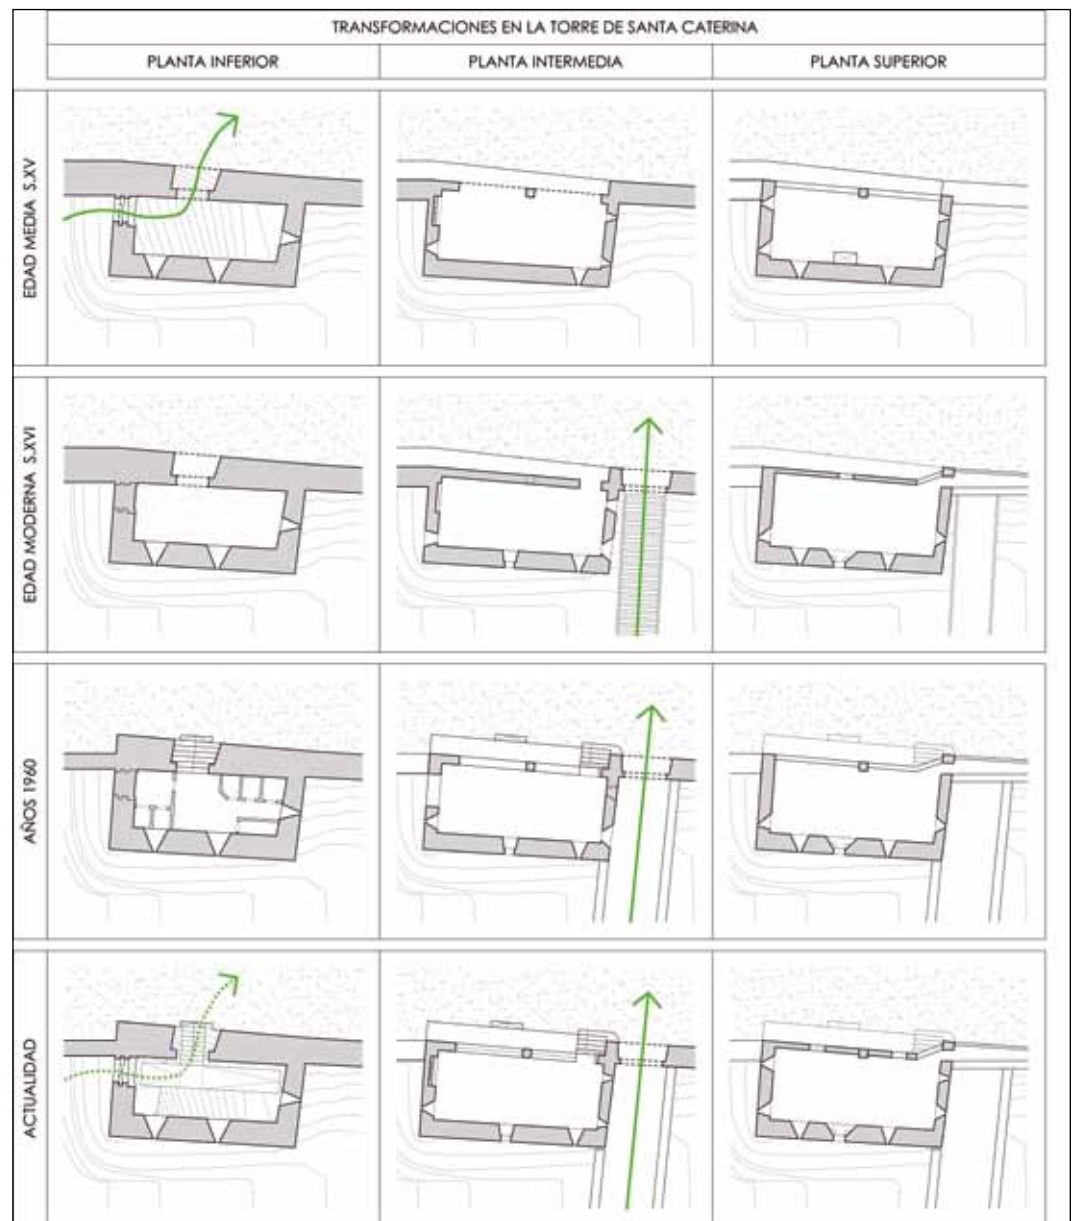 TRANSFORMACIONES EN LA TORRE DE SANTA CATERINA
PLANTA INFERIOR
PLANTA INTERMEDIA
PLANTA SUPERIOR
EDAD MEDIA S.XV
EDAD MODERNA S.XVI
AÑOS 1960
ACTUALIDAD